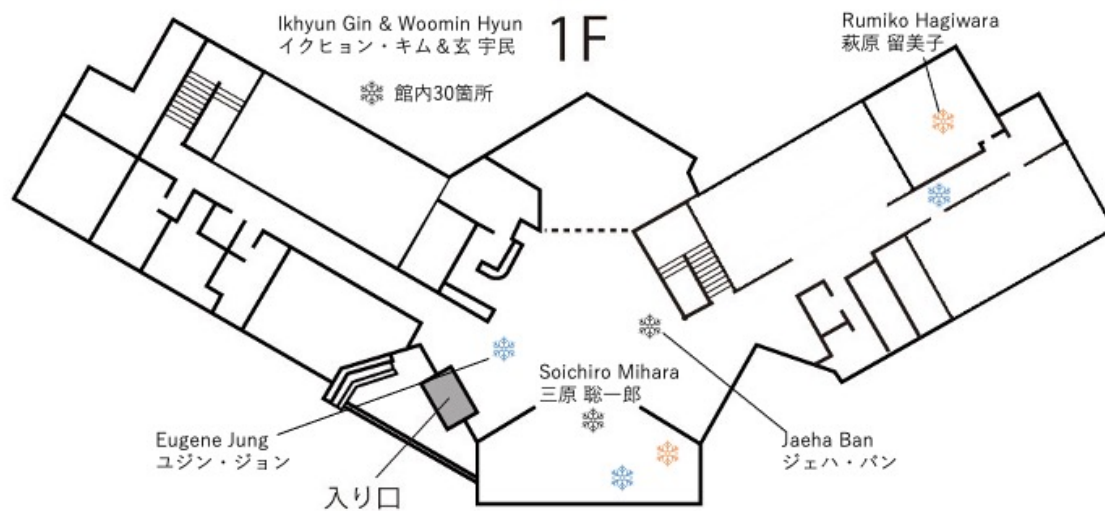 Ikhyun Gin & Woomin Hyun
イクヒョン・キム＆玄 宇民
1F
Rumiko Hagiwara
萩原 留美子
館内30箇所
Soichiro Mihara
三原 聡一郎
Eugene Jung
ユジン・ジョン
Jaeha Ban
ジェハ・バン
入り口